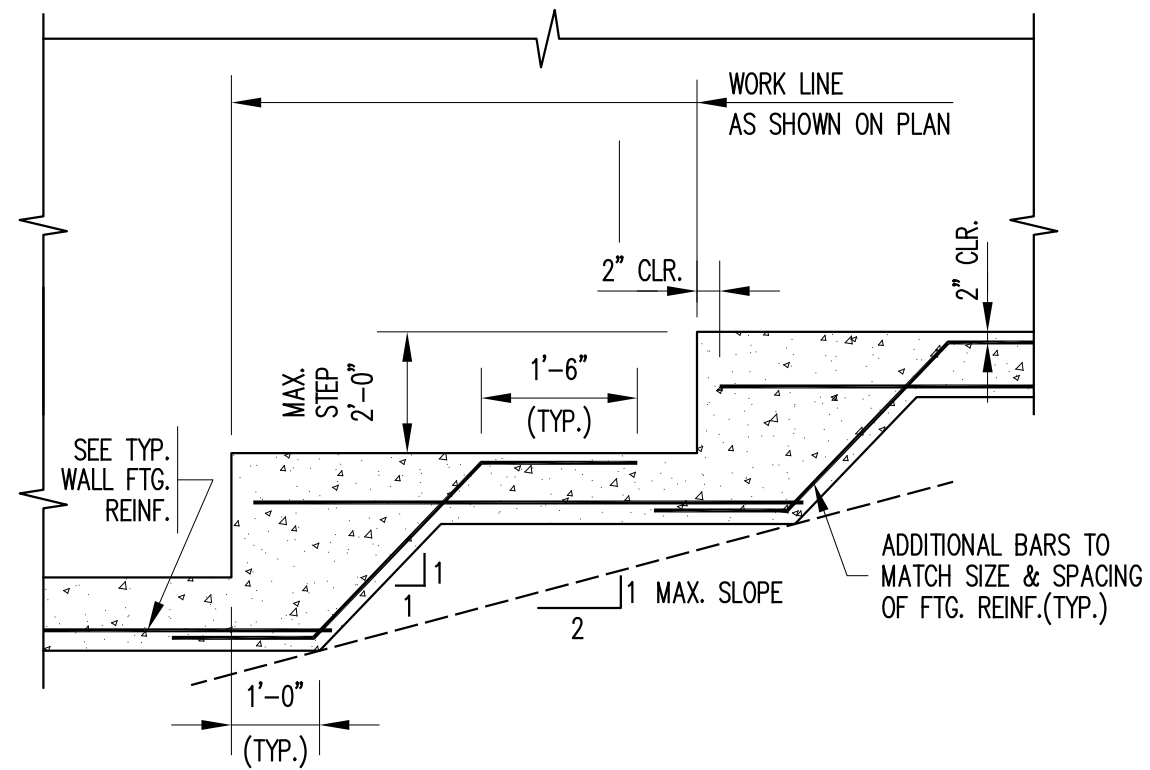 WORK LINE
AS SHOWN ON PLAN
2" CLR.
2" CLR.
MAX.
STEP
2'-0"
1'-6"
(TYP.)
SEE TYP.
WALL FTG.
REINF.
1
1
1 MAX. SLOPE
2
ADDITIONAL BARS TO
MATCH SIZE & SPACING
OF FTG. REINF.(TYP.)
1'-0"
(TYP.)